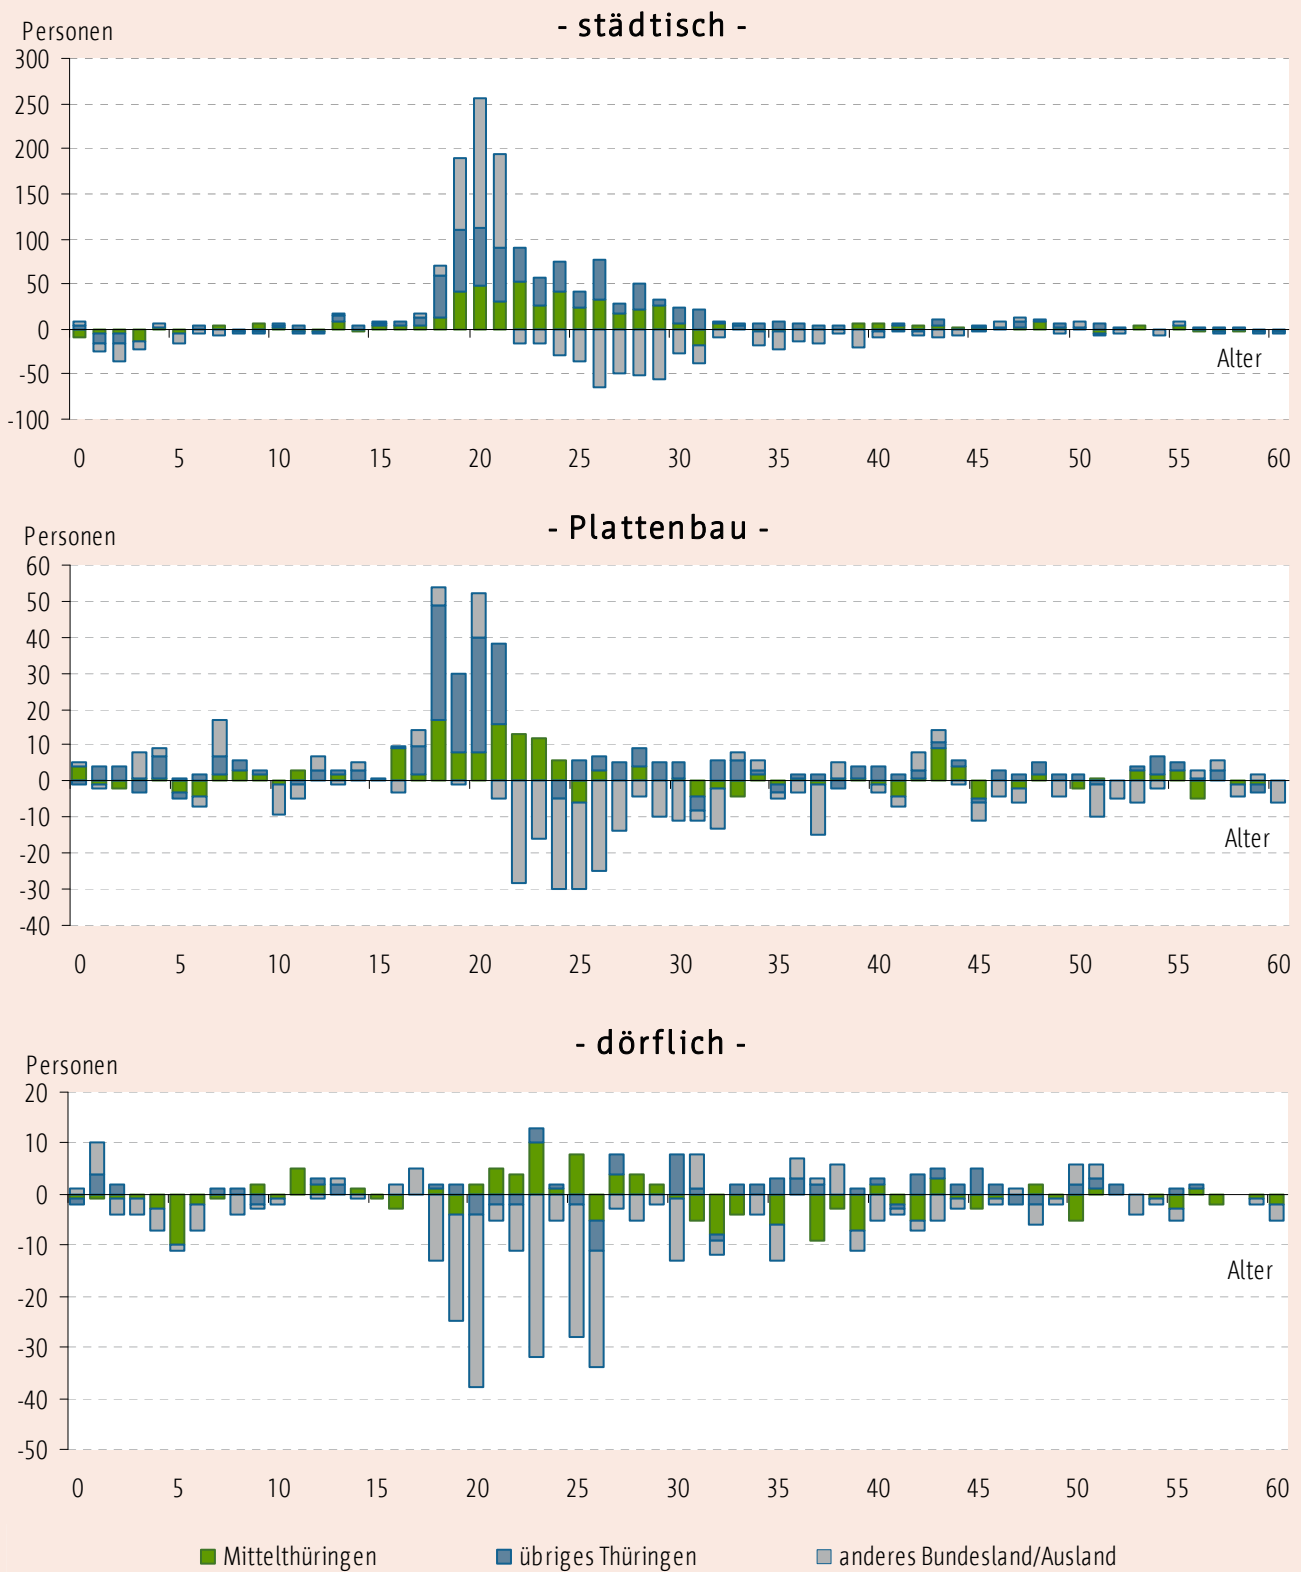 - städtisch -
Personen
300
250
200
150
100
50
0
-50
-100
Alter
0 5 10 15 20 25 30 35 40 45 50 55 60
- Plattenbau -
Personen
60
50
40
30
20
10
0
-10
-20
-30
-40
Alter
0 5 10 15 20 25 30 35 40 45 50 55 60
- dörflich -
Personen
20
10
0
-10
-20
-30
-40
-50
Alter
0 5 10 15 20 25 30 35 40 45 50 55 60
Mittelthüringen übriges Thüringen anderes Bundesland/Ausland